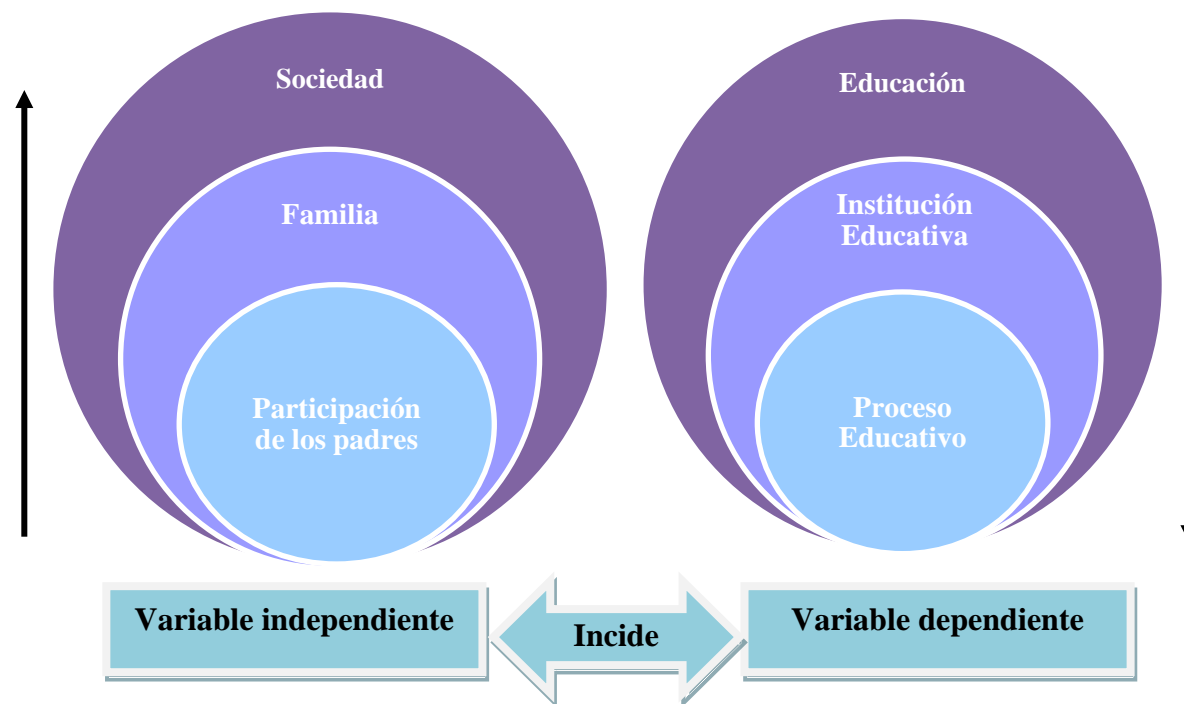 Sociedad
Familia
Participación
de los padres
Educación
Institución
Educativa
Proceso
Educativo
Variable independiente
Incide
Variable dependiente